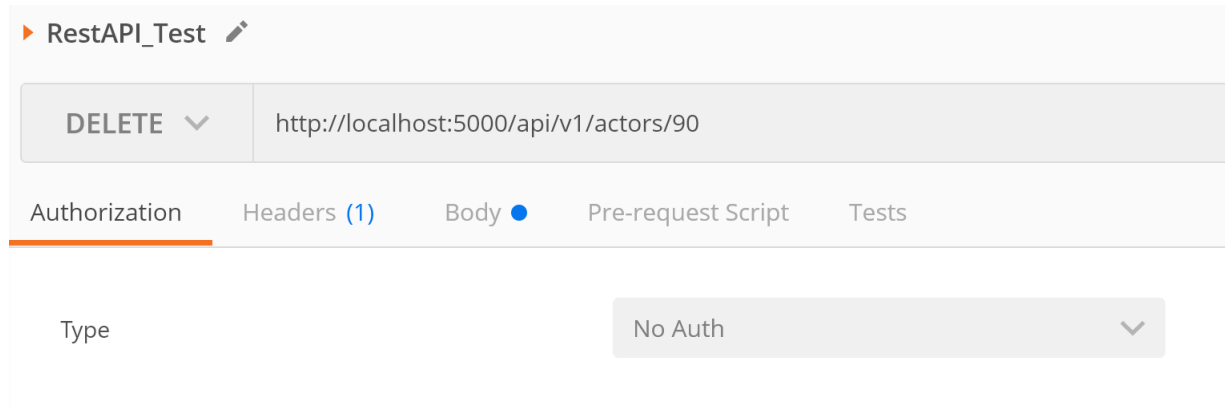 RestAPI_Test
DELETE http://localhost:5000/api/v1/actors/90
Authorization Headers (1) Body Pre-request Script Tests
Type No Auth